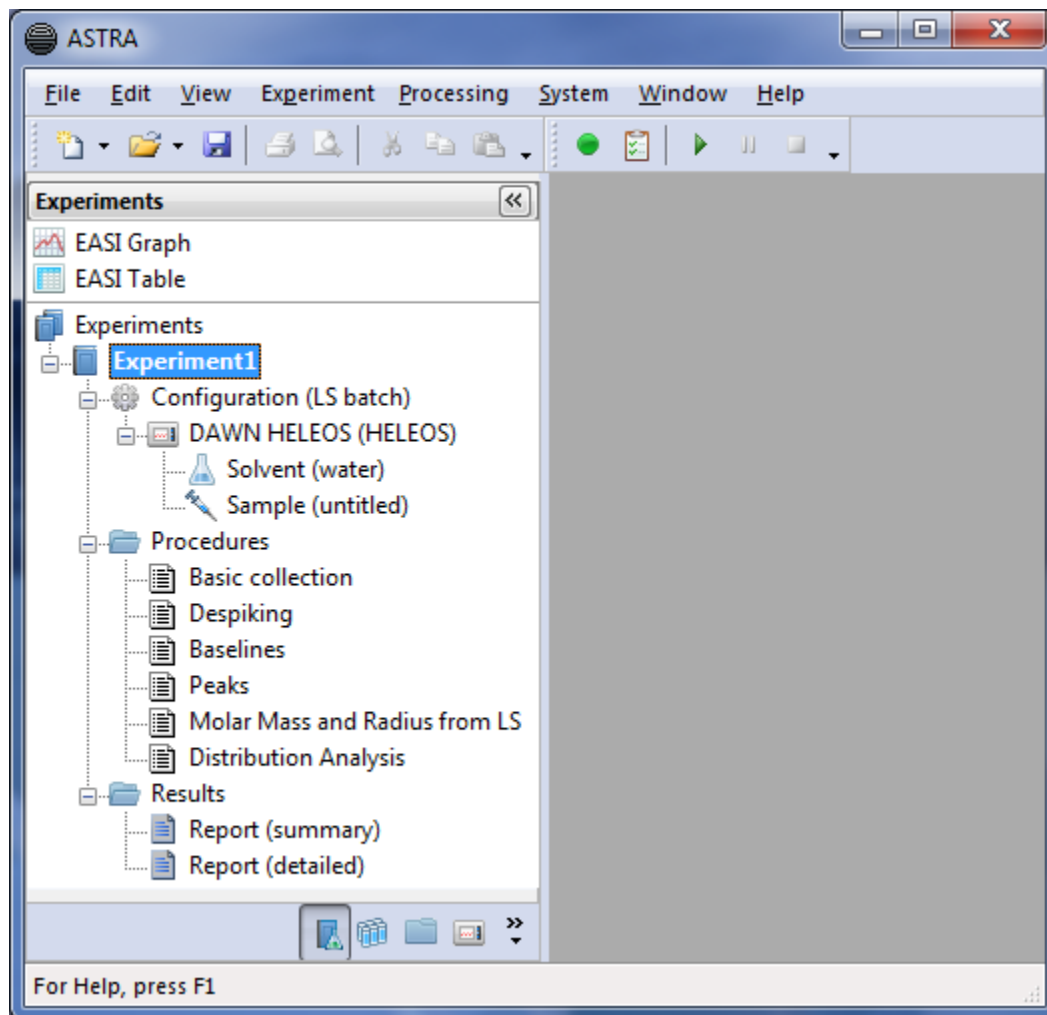 ASTRA
File Edit View Experiment Processing System Window Help
Experiments
EASI Graph
EASI Table
Experiments
Experiment1
Configuration (LS batch)
DAWN HELEOS (HELEOS)
Solvent (water)
Sample (untitled)
Procedures
Basic collection
Despiking
Baselines
Peaks
Molar Mass and Radius from LS
Distribution Analysis
Results
Report (summary)
Report (detailed)
For Help, press F1